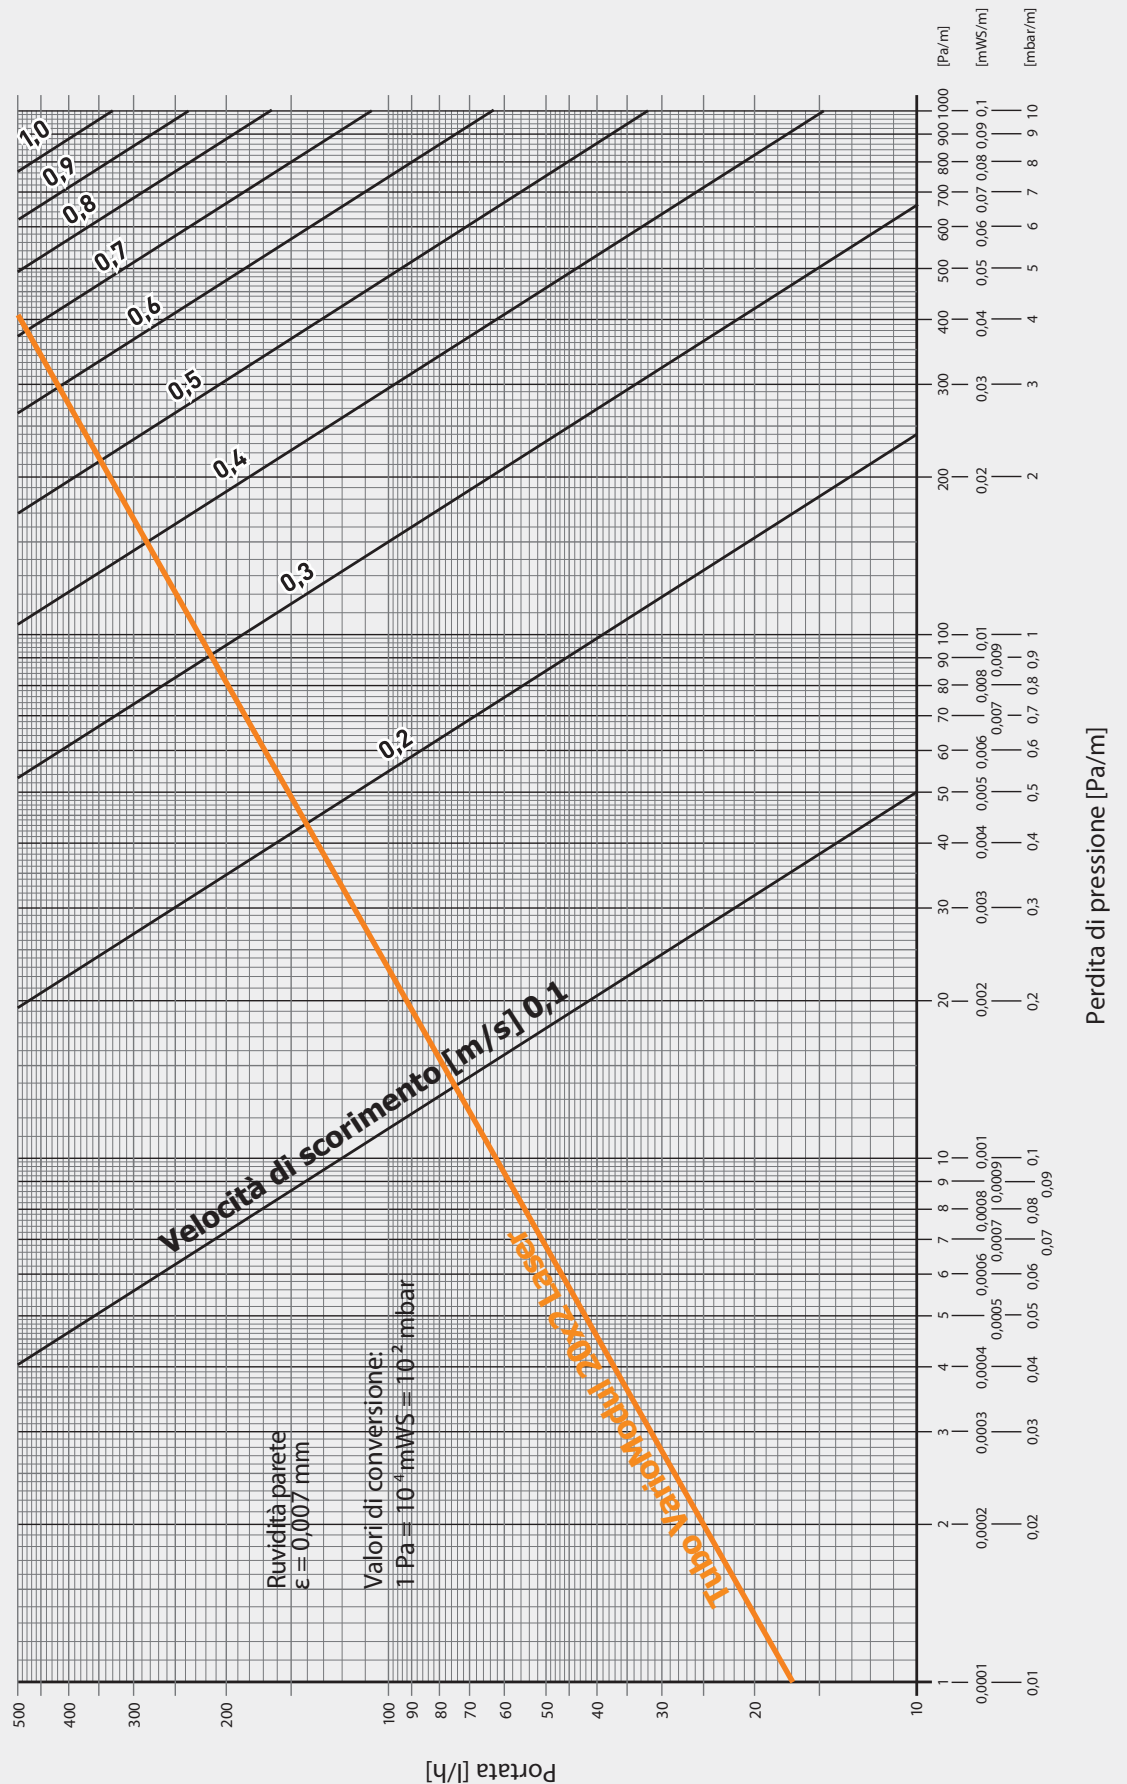 [Pa/m]
[mWS/m]
[mbar/m]
1000 0,1 10
900 0,09 9
800 0,08 8
700 0,07 7
600 0,06 6
500 0,05 5
400 0,04 4
300 0,03 3
200 0,02 2
100 0,01 1
90 0,009 0,9
80 0,008 0,8
70 0,007 0,7
60 0,006 0,6
50 0,005 0,5
40 0,004 0,4
30 0,003 0,3
20 0,002 0,2
10 0,001 0,1
9 0,0009 0,09
8 0,0008 0,08
7 0,0007 0,07
6 0,0006 0,06
5 0,0005 0,05
4 0,0004 0,04
3 0,0003 0,03
2 0,0002 0,02
1 0,0001 0,01
1,0
0,9
0,8
0,7
0,6
0,5
0,4
0,3
0,2
Velocità di scorimento [m/s] 0,1
Tubo VarioModul 20x2 Laser
Ruvidità parete
ε = 0,007 mm
Valori di conversione:
1 Pa = 10⁻⁴ mWS = 10⁻² mbar
500 400 300 200 100 90 80 70 60 50 40 30 20 10
Portata [l/h]
Perdita di pressione [Pa/m]